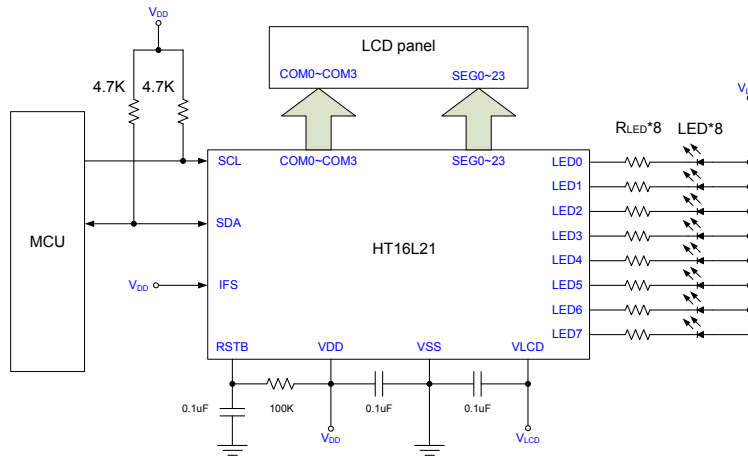 VDD
LCD panel
COM0~COM3 SEG0~23
4.7K 4.7K
RLED*8 LED*8
SCL COM0~COM3 SEG0~23 LED0
LED1
LED2
SDA LED3
MCU HT16L21
LED4
VDD IFS LED5
LED6
LED7
RSTB VDD VSS VLCD
0.1uF 100K 0.1uF 0.1uF
VDD VLCD